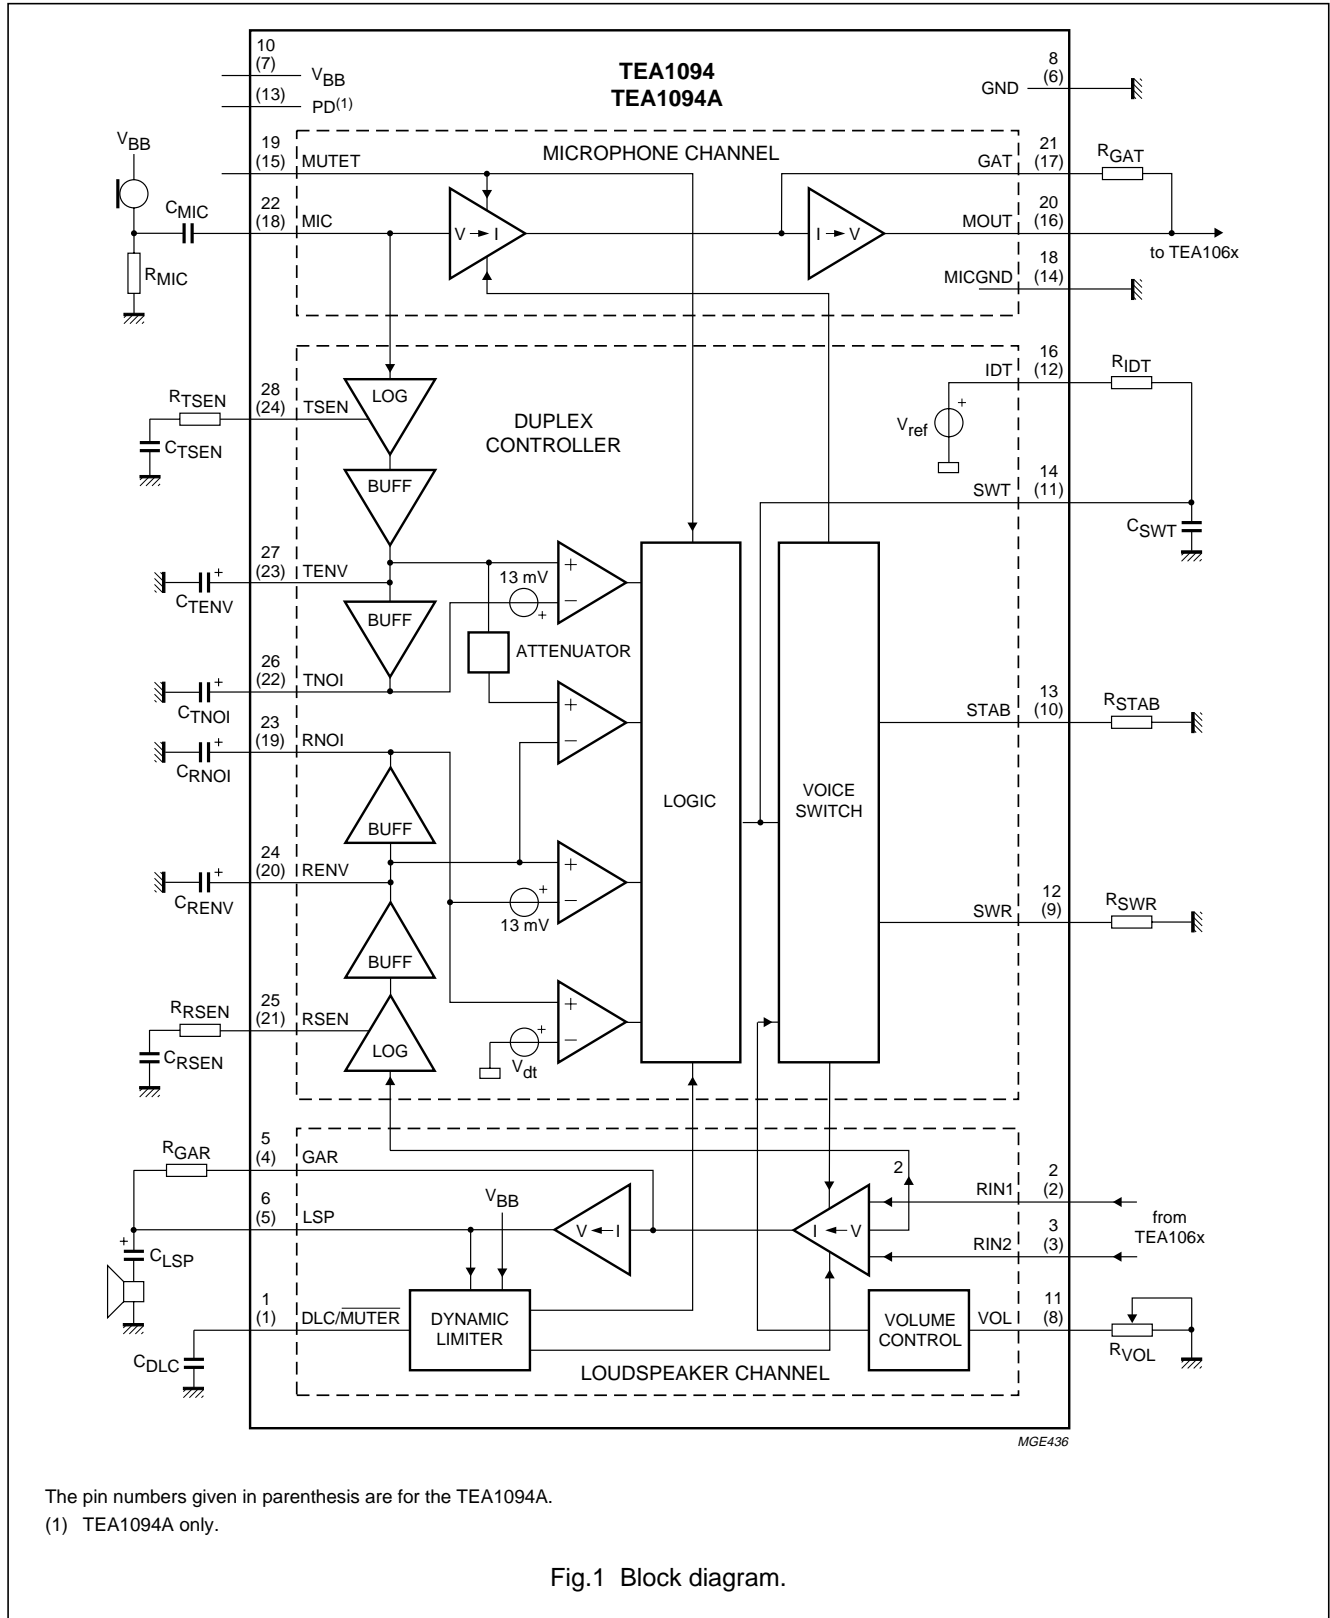 TEA1094
TEA1094A
10
(7)
VBB
(13)
PD(1)
8
(6)
GND
VBB
19
(15)
MUTET
MICROPHONE CHANNEL
GAT
21
(17)
RGAT
CMIC
22
(18)
MIC
V → I
I → V
MOUT
20
(16)
to TEA106x
RMIC
MICGND
18
(14)
DUPLEX
CONTROLLER
IDT
16
(12)
RIDT
RTSEN
28
(24)
TSEN
LOG
Vref
+
CTSEN
BUFF
SWT
14
(11)
CSWT
27
(23)
TENV
+
CTENV
13 mV
+
+
−
BUFF
ATTENUATOR
26
(22)
TNOI
+
CTNOI
+
−
STAB
13
(10)
RSTAB
23
(19)
RNOI
+
CRNOI
LOGIC
VOICE
SWITCH
BUFF
24
(20)
RENV
+
CRENV
+
−
+
13 mV
SWR
12
(9)
RSWR
BUFF
RRSEN
25
(21)
RSEN
LOG
CRSEN
+
−
+
Vdt
RGAR
5
(4)
GAR
2
RIN1
2
(2)
6
(5)
LSP
VBB
V ← I
I ← V
from
TEA106x
+
CLSP
RIN2
3
(3)
1
(1)
DLC/MUTER
DYNAMIC
LIMITER
VOLUME
CONTROL
VOL
11
(8)
RVOL
CDLC
LOUDSPEAKER CHANNEL
MGE436
The pin numbers given in parenthesis are for the TEA1094A.
(1) TEA1094A only.
Fig.1 Block diagram.